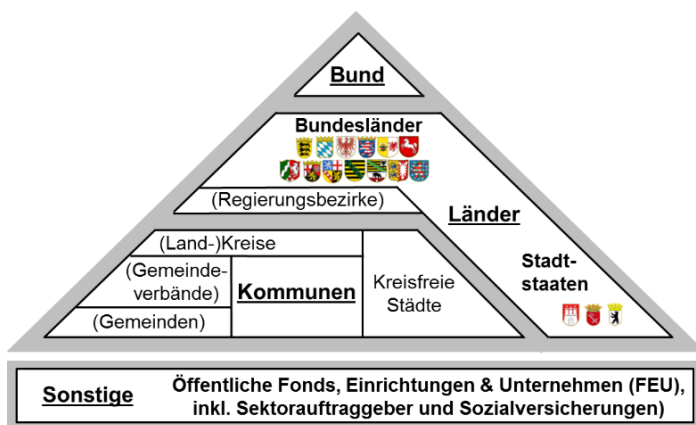 Bund
Bundesländer
(Regierungsbezirke)
Länder
Stadt-
staaten
(Land-)Kreise
(Gemeinde-
verbände)
(Gemeinden)
Kommunen
Kreisfreie
Städte
Sonstige
Öffentliche Fonds, Einrichtungen & Unternehmen (FEU),
inkl. Sektorauftraggeber und Sozialversicherungen)